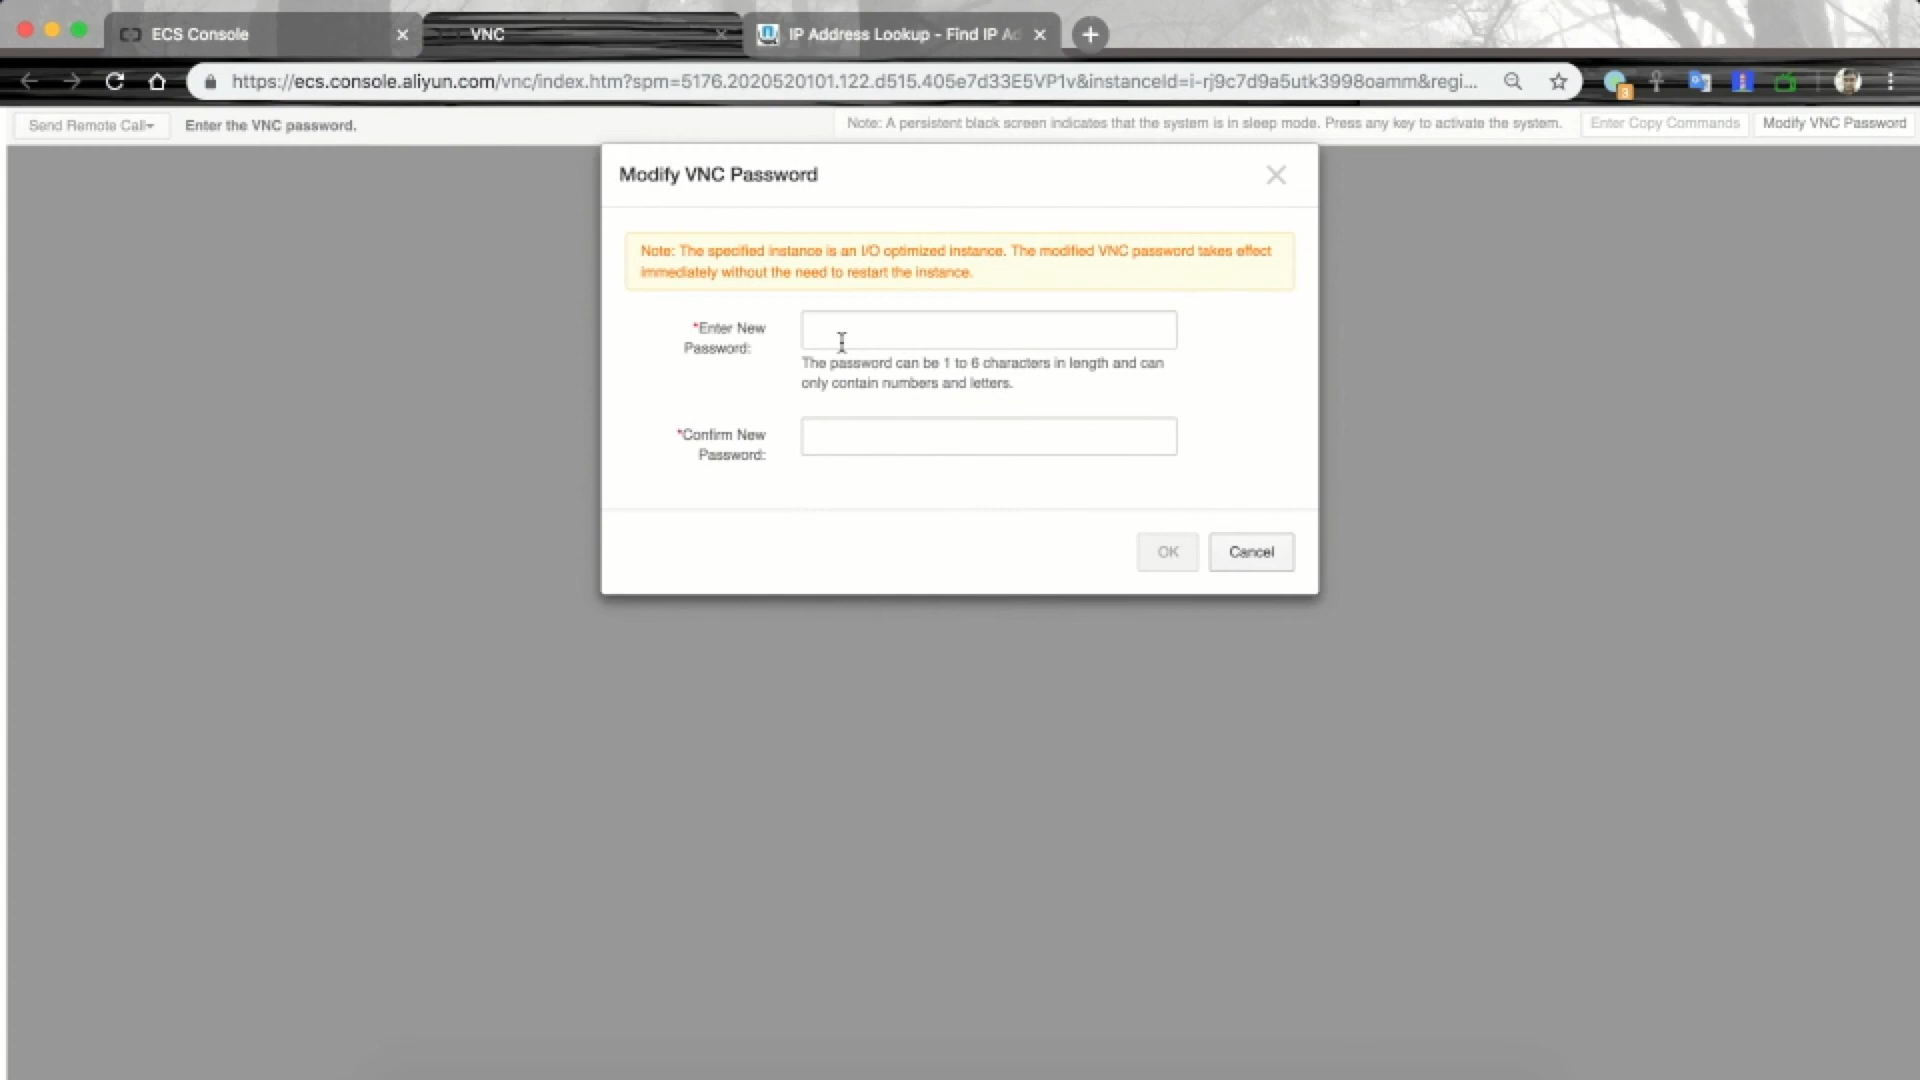 ECS Console
VNC
IP Address Lookup - Find IP Ad
https://ecs.console.aliyun.com/vnc/index.htm?spm=5176.2020520101.122.d515.405e7d33E5VP1v&instanceId=i-rj9c7d9a5utk3998oamm&regi...
3
Send Remote Call
Enter the VNC password.
Note: A persistent black screen indicates that the system is in sleep mode. Press any key to activate the system.
Enter Copy Commands
Modify VNC Password
Modify VNC Password
Note: The specified instance is an I/O optimized instance. The modified VNC password takes effect
immediately without the need to restart the instance.
*Enter New
Password:
The password can be 1 to 6 characters in length and can
only contain numbers and letters.
*Confirm New
Password:
OK
Cancel